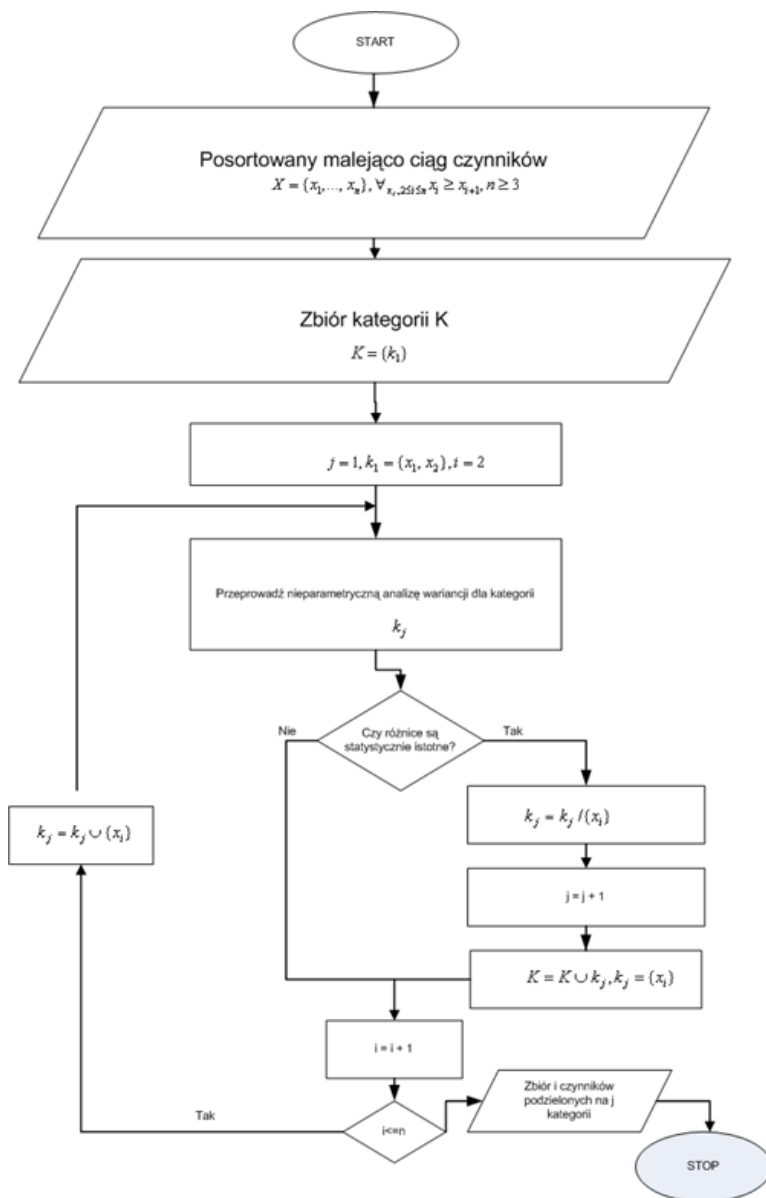 START
Posortowany malejąco ciąg czynników
X = {x₁,..., xₙ}, ∀ₓᵢ,₂≤ᵢ≤ₙ xᵢ ≥ xᵢ₊₁, n ≥ 3
Zbiór kategorii K
K = {k₁}
j = 1, k₁ = {x₁, x₂}, i = 2
Przeprowadź nieparametryczną analizę wariancji dla kategorii
kⱼ
Nie
Czy różnice są
statystycznie istotne?
Tak
kⱼ = kⱼ ∪ {xᵢ}
kⱼ = kⱼ /{xᵢ}
j = j + 1
K = K ∪ kⱼ, kⱼ = {xᵢ}
i = i + 1
Tak
i<=n
Zbiór i czynników
podzielonych na j
kategorii
STOP